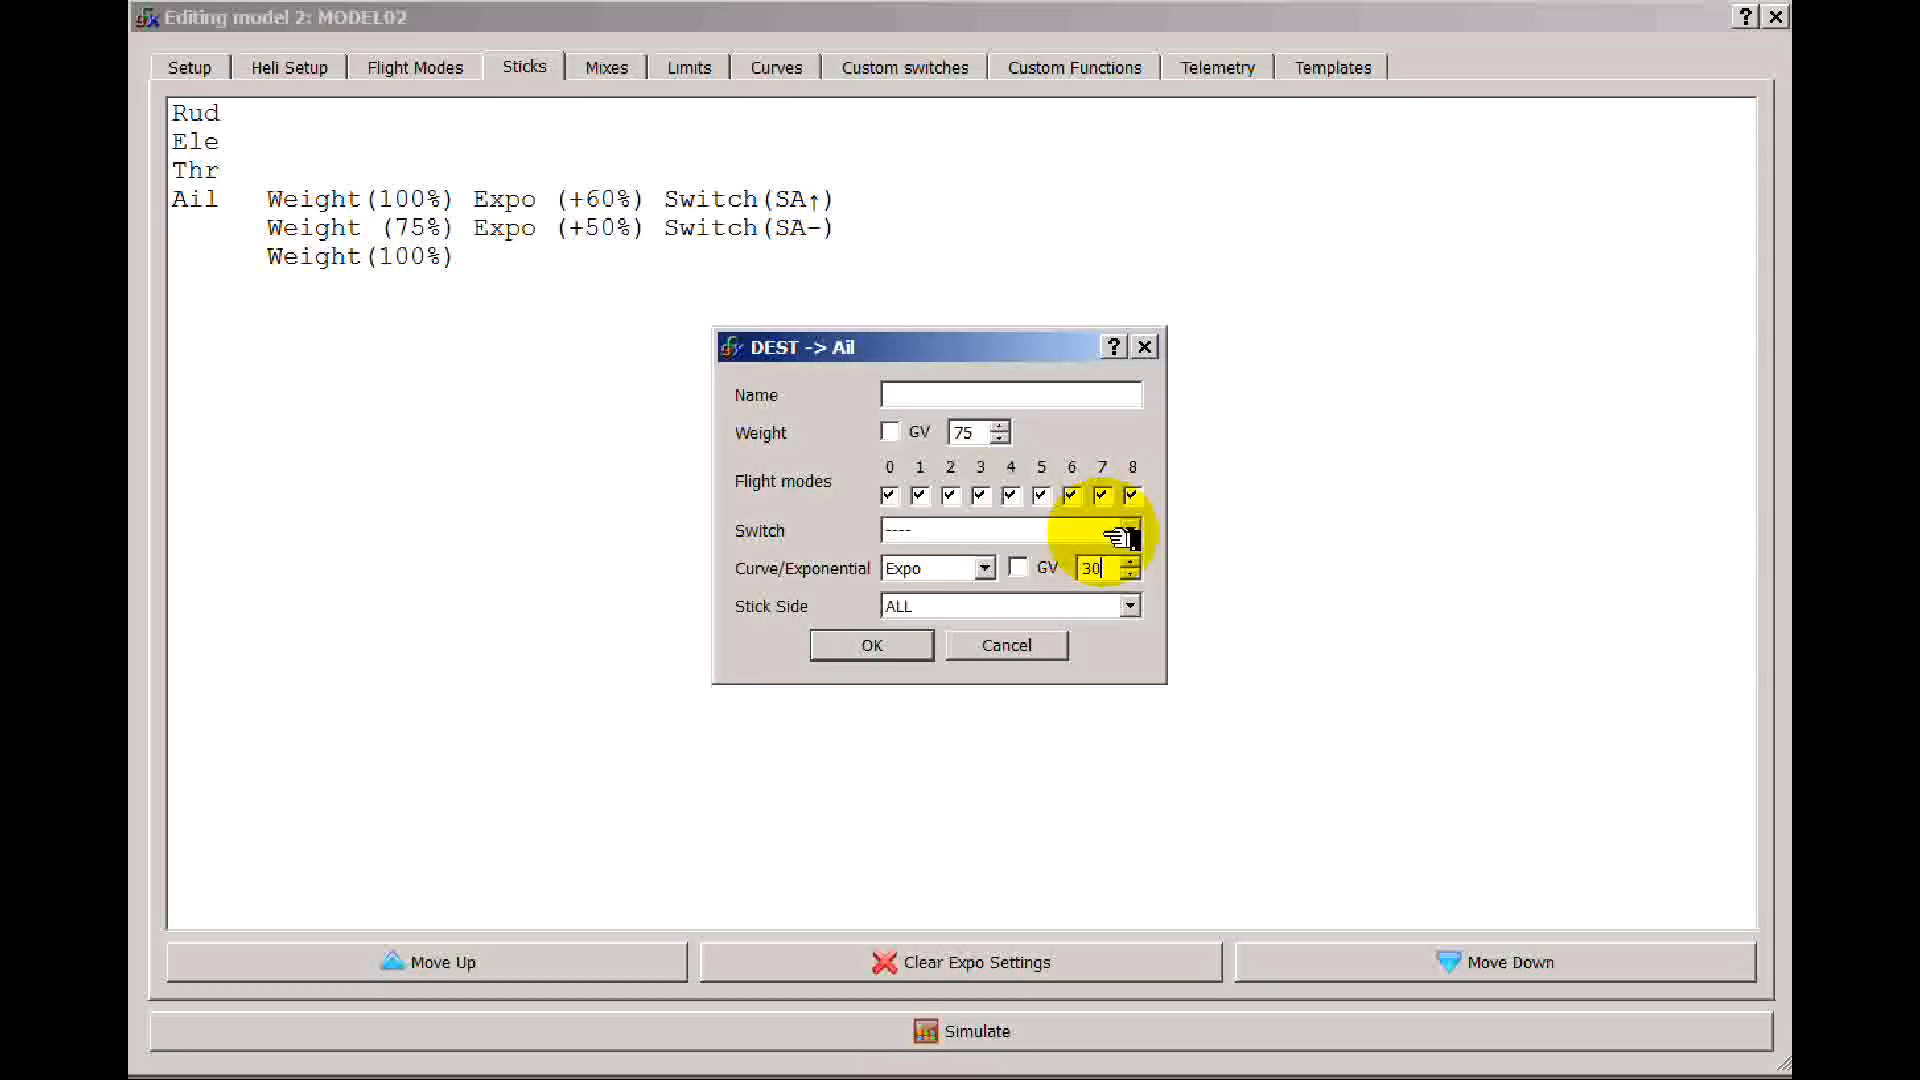 Editing model 2: MODEL02
Setup Heli Setup Flight Modes Sticks Mixes Limits Curves Custom switches Custom Functions Telemetry Templates
Rud
Ele
Thr
Ail Weight(100%) Expo (+60%) Switch(SA↑)
Weight (75%) Expo (+50%) Switch(SA-)
Weight(100%)
DEST -> Ail
Name
Weight GV 75
0 1 2 3 4 5 6 7 8
Flight modes
Switch ----
Curve/Exponential Expo GV 30
Stick Side ALL
OK Cancel
Move Up Clear Expo Settings Move Down
Simulate